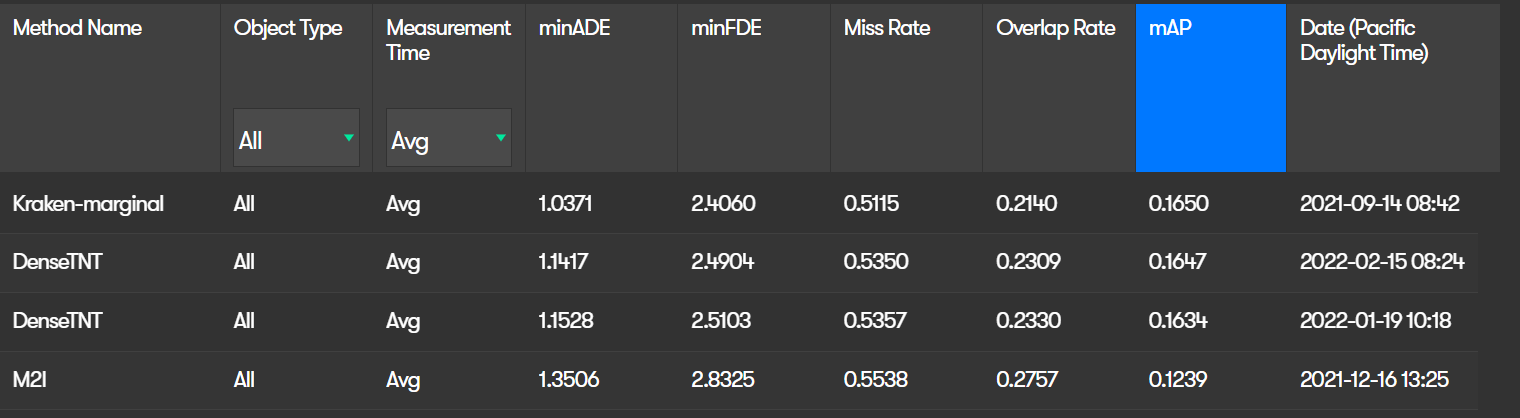 Method Name Object Type Measurement Time minADE minFDE Miss Rate Overlap Rate mAP Date (Pacific Daylight Time)
All Avg
Kraken-marginal All Avg 1.0371 2.4060 0.5115 0.2140 0.1650 2021-09-14 08:42
DenseTNT All Avg 1.1417 2.4904 0.5350 0.2309 0.1647 2022-02-15 08:24
DenseTNT All Avg 1.1528 2.5103 0.5357 0.2330 0.1634 2022-01-19 10:18
M2I All Avg 1.3506 2.8325 0.5538 0.2757 0.1239 2021-12-16 13:25